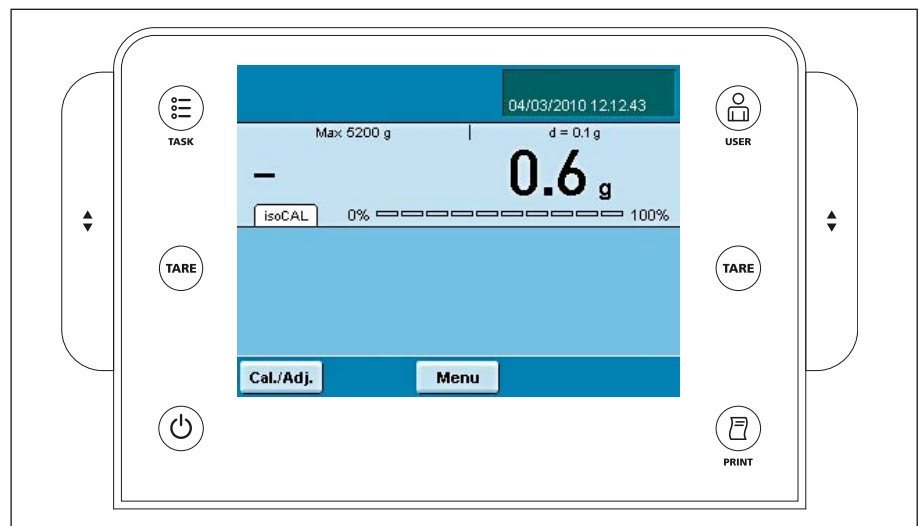 04/03/2010 12.12.43
TASK
USER
Max 5200 g d = 0.1 g
– 0.6 g
isoCAL 0% 100%
TARE
TARE
Cal./Adj. Menu
PRINT